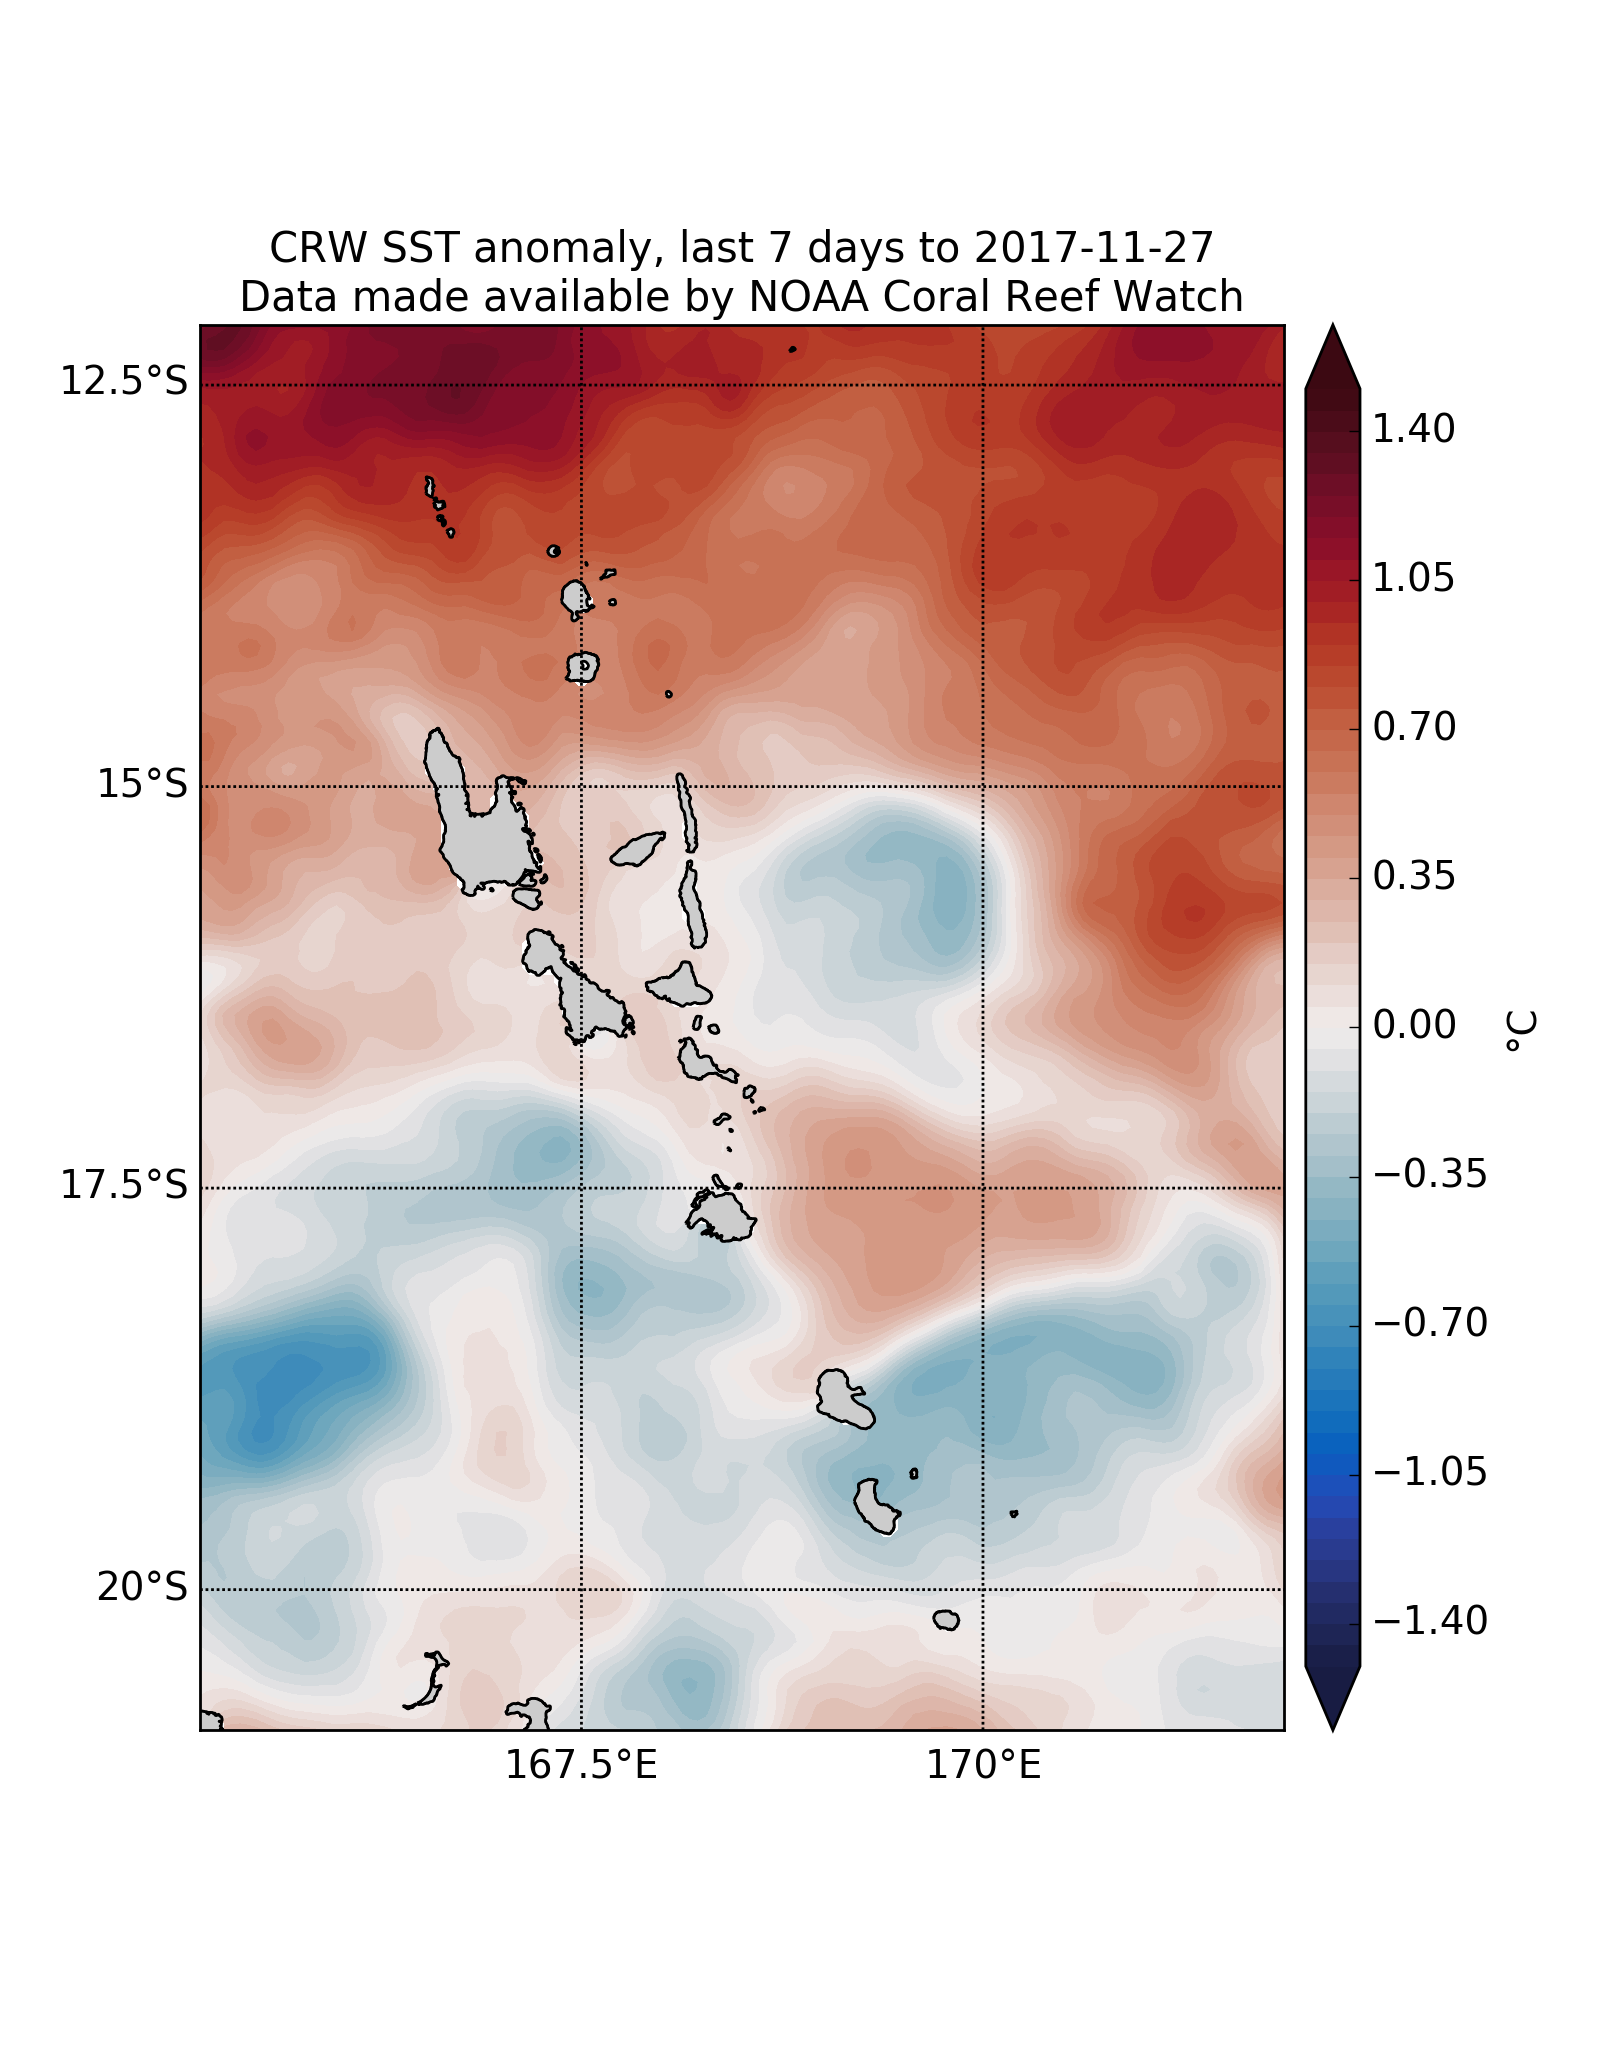 CRW SST anomaly, last 7 days to 2017-11-27
Data made available by NOAA Coral Reef Watch
12.5°S
15°S
17.5°S
20°S
167.5°E
170°E
1.40
1.05
0.70
0.35
0.00
−0.35
−0.70
−1.05
−1.40
°C